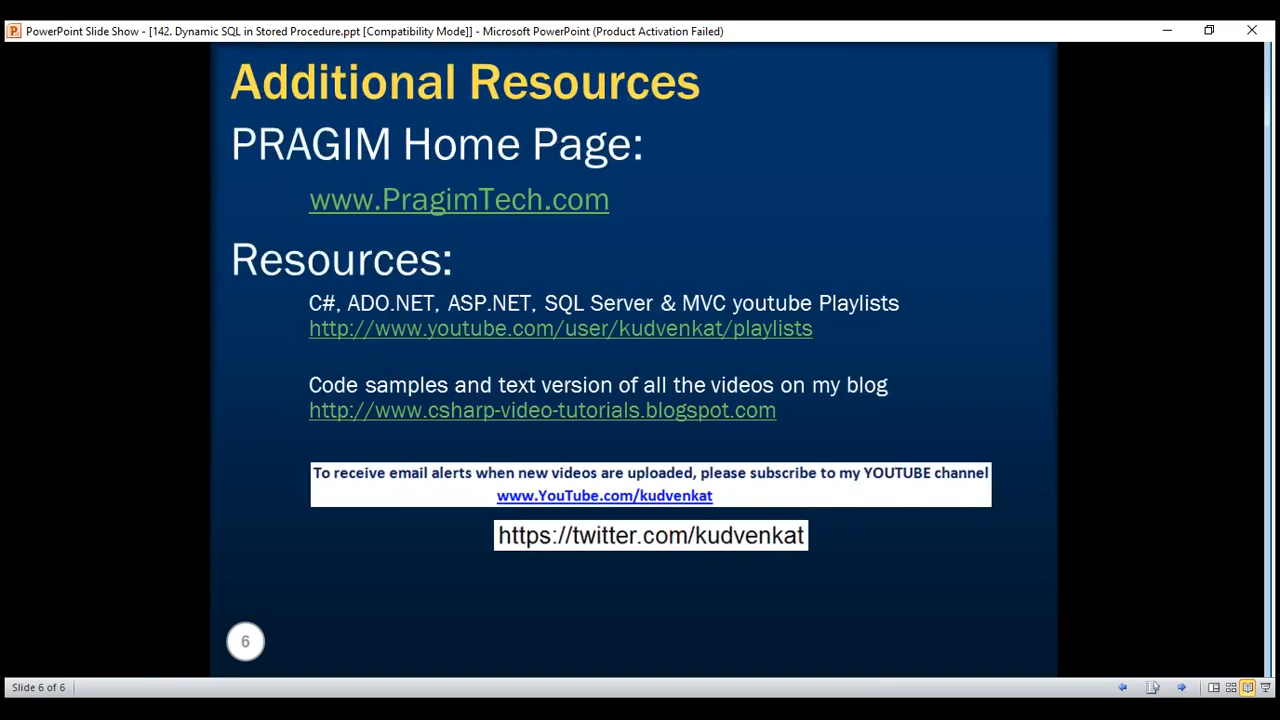 PowerPoint Slide Show - [142. Dynamic SQL in Stored Procedure.ppt [Compatibility Mode]] - Microsoft PowerPoint (Product Activation Failed)
Additional Resources
PRAGIM Home Page:
www.PragimTech.com
Resources:
C#, ADO.NET, ASP.NET, SQL Server & MVC youtube Playlists
http://www.youtube.com/user/kudvenkat/playlists
Code samples and text version of all the videos on my blog
http://www.csharp-video-tutorials.blogspot.com
To receive email alerts when new videos are uploaded, please subscribe to my YOUTUBE channel
www.YouTube.com/kudvenkat
https://twitter.com/kudvenkat
6
Slide 6 of 6